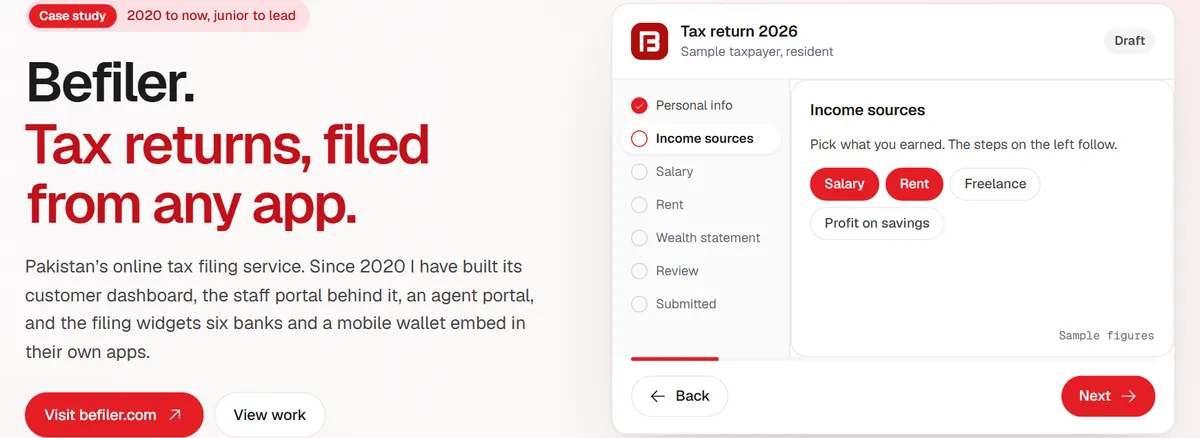 Case study 2020 to now, junior to lead
Befiler.
Tax returns, filed
from any app.
Pakistan’s online tax filing service. Since 2020 I have built its
customer dashboard, the staff portal behind it, an agent portal,
and the filing widgets six banks and a mobile wallet embed in
their own apps.
Visit befiler.com
View work
Tax return 2026
Sample taxpayer, resident
Draft
Personal info
Income sources
Salary
Rent
Wealth statement
Review
Submitted
Income sources
Pick what you earned. The steps on the left follow.
Salary Rent Freelance
Profit on savings
Sample figures
Back
Next